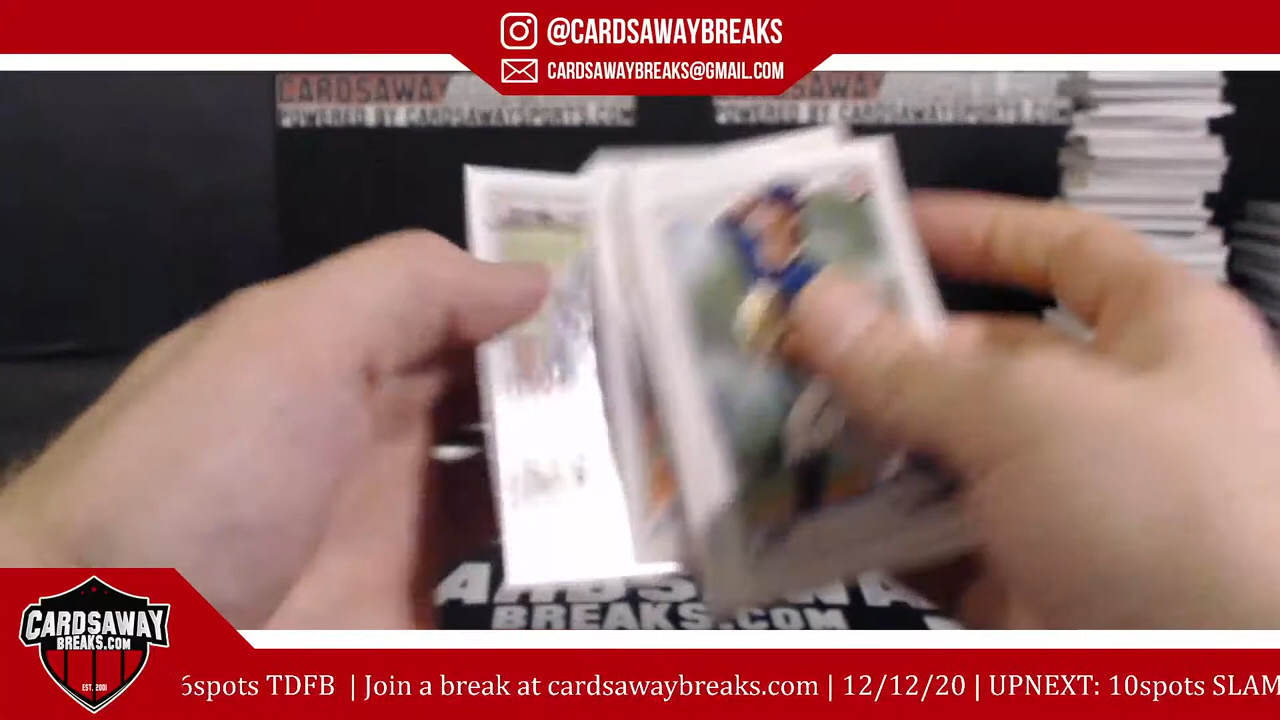 @CARDSAWAYBREAKS
CARDSAWAYBREAKS@GMAIL.COM
CARDSAWAY
POWERED BY CARDSAWAYSPORTS.COM
CARDSAWAY
POWERED BY CARDSAWAYSPORTS.COM
BREAKS.COM
CARDSAWAY
BREAKS.COM
EST. 2001
6spots TDFB | Join a break at cardsawaybreaks.com | 12/12/20 | UPNEXT: 10spots SLAM